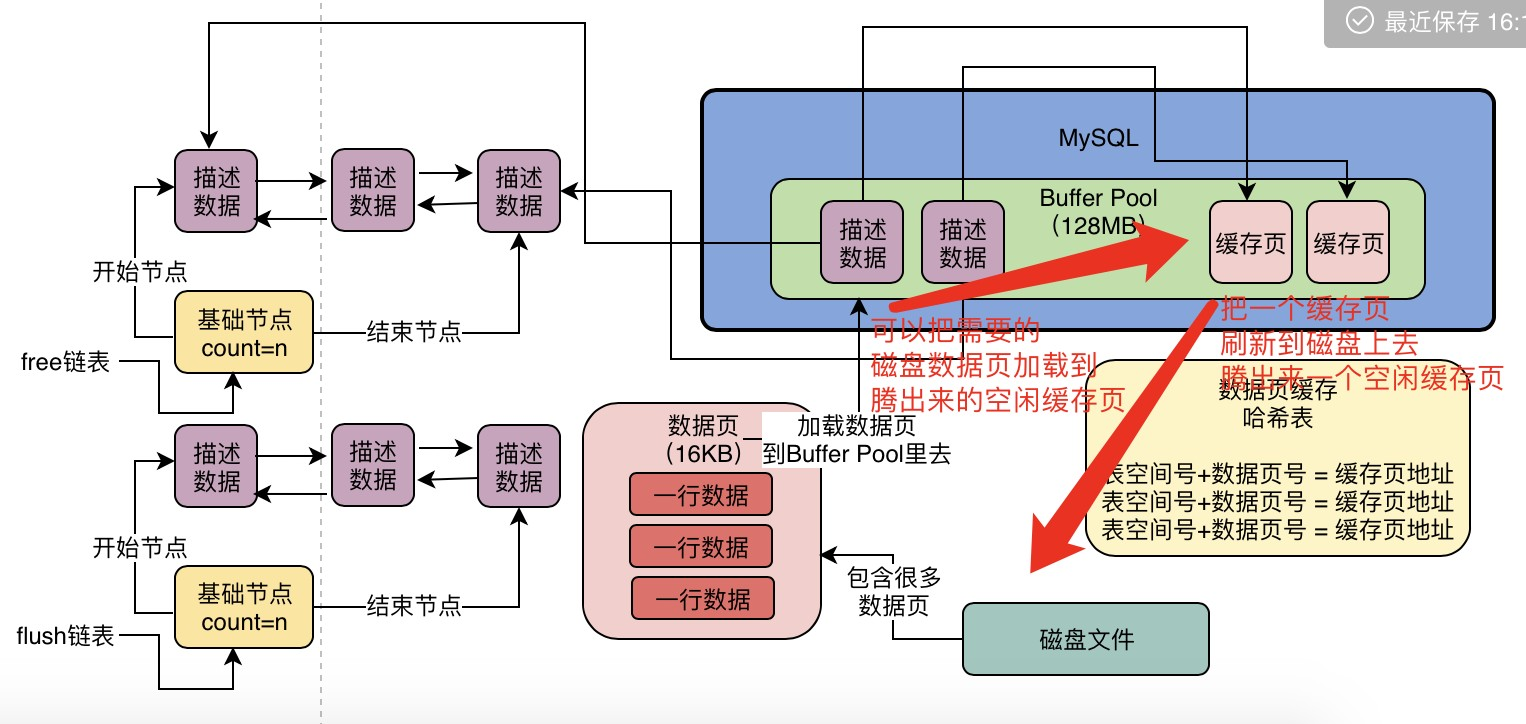 最近保存 16:1
MySQL
Buffer Pool
（128MB）
描述
数据
描述
数据
缓存页
缓存页
描述
数据
描述
数据
描述
数据
开始节点
基础节点
count=n
结束节点
free链表
可以把需要的
磁盘数据页加载到
腾出来的空闲缓存页
把一个缓存页
刷新到磁盘上去
腾出来一个空闲缓存页
数据页缓存
哈希表
表空间号+数据页号 = 缓存页地址
表空间号+数据页号 = 缓存页地址
表空间号+数据页号 = 缓存页地址
数据页
（16KB）
加载数据页
到Buffer Pool里去
一行数据
一行数据
一行数据
包含很多
数据页
磁盘文件
描述
数据
描述
数据
描述
数据
开始节点
基础节点
count=n
结束节点
flush链表